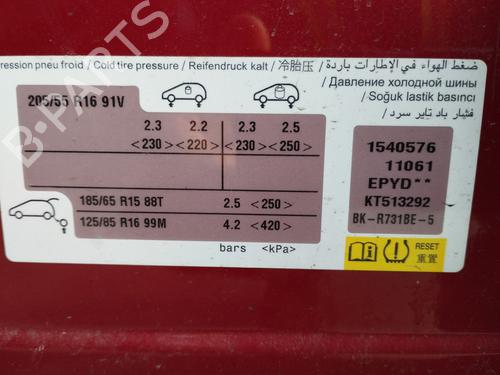 ression pneu froid / Cold tire pressure / Reifendruck kalt / 冷胎压 / ضغط الهواء في الإطارات باردة
/ Давление холодной шины
/ Soğuk lastik basıncı
/ فشار باد تایر سرد
205/55 R16 91V
2.3 2.2 2.3 2.5
<230> <220> <230> <250>
185/65 R15 88T 2.5 <250>
125/85 R16 99M 4.2 <420>
bars <kPa>
1540576
11061
EPYD**
KT513292
BK-R731BE-5
RESET
重置
B-PARTS